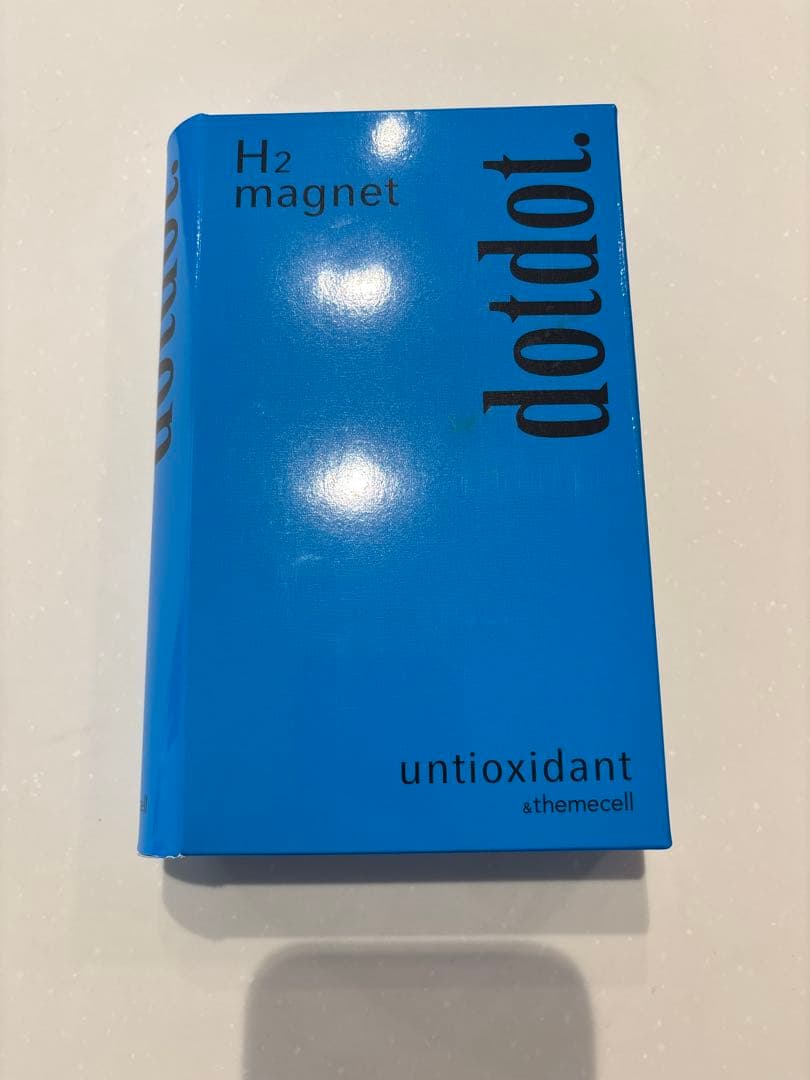 H2
magnet
dotdot.
untioxidant
&themecell